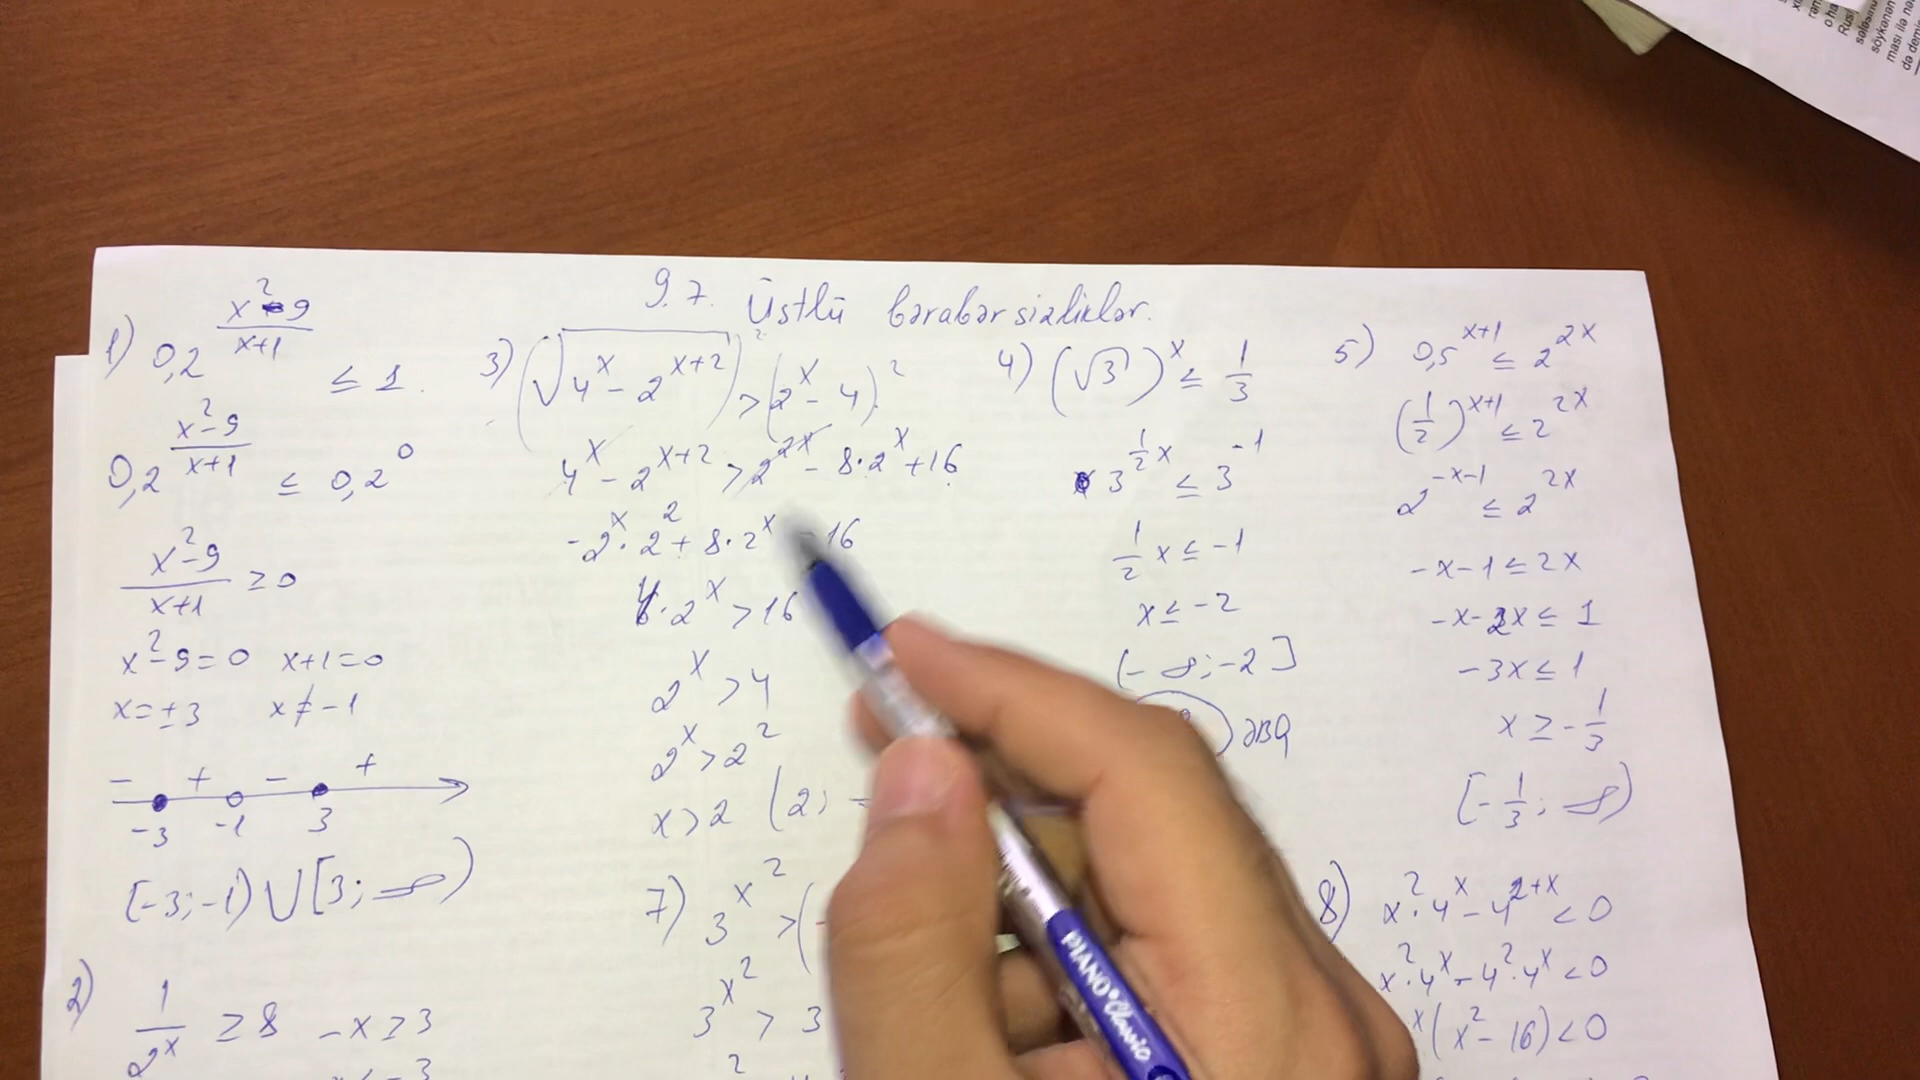 9.7. Üstlü bərabərsizliklər.
1) 0,2^((x²-9)/(x+1)) ≤ 1.
0,2^((x²-9)/(x+1)) ≤ 0,2⁰
(x²-9)/(x+1) ≥ 0
x²-9=0 x+1=0
x=±3 x≠-1
- + - +
-3 -1 3
[-3;-1) ∪ [3; ∞)
2) 1/2^x ≥ 8 -x ≥ 3
3) (√(4^x - 2^(x+2)))² > (2^x - 4)²
4^x - 2^(x+2) > 2^(2x) - 8·2^x + 16
-2^x · 2² + 8·2^x 16
4·2^x > 16
2^x > 4
2^x > 2²
x > 2 (2;
7) 3^(x²) > (
3^(x²) > 3
4) (√3)^x ≤ 1/3
3^(1/2 x) ≤ 3^(-1)
1/2 x ≤ -1
x ≤ -2
(-∞; -2]
ƏBQ
5) 0,5^(x+1) ≤ 2^(2x)
(1/2)^(x+1) ≤ 2^(2x)
2^(-x-1) ≤ 2^(2x)
-x-1 ≤ 2x
-x-2x ≤ 1
-3x ≤ 1
x ≥ -1/3
[-1/3; ∞)
8) x²·4^x - 4^(2+x) < 0
x²·4^x - 4²·4^x < 0
(x² - 16) < 0
PIANO Classic